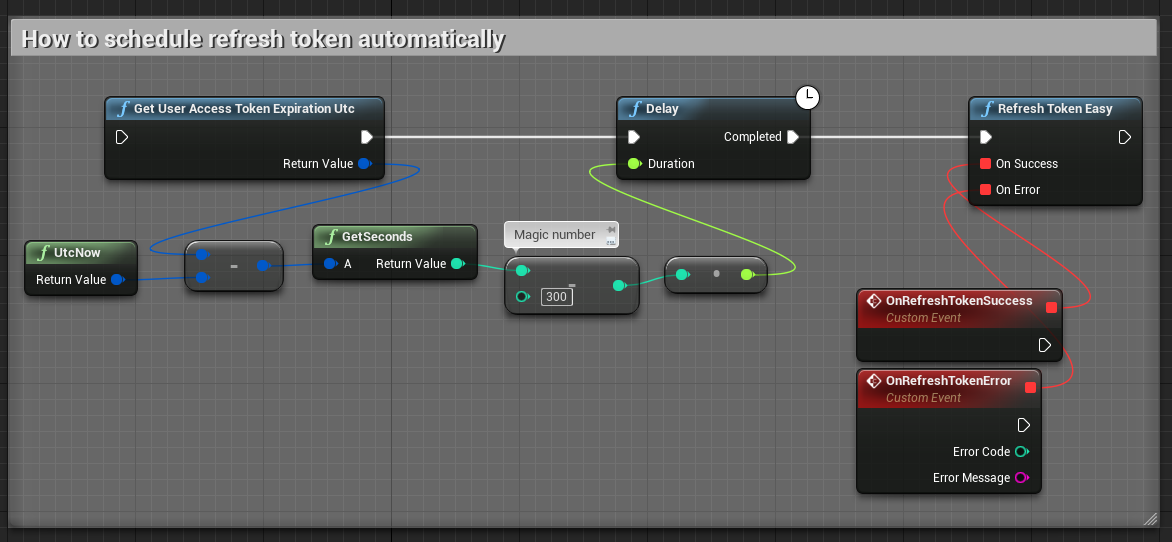 How to schedule refresh token automatically
Get User Access Token Expiration Utc
Return Value
Delay
Completed
Duration
Refresh Token Easy
On Success
On Error
UtcNow
Return Value
-
GetSeconds
A
Return Value
Magic number
-
300
OnRefreshTokenSuccess
Custom Event
OnRefreshTokenError
Custom Event
Error Code
Error Message